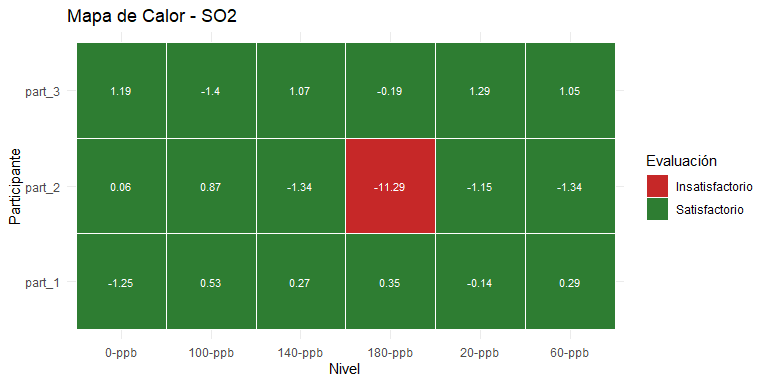 Mapa de Calor - SO2
Participante
part_3 1.19 -1.4 1.07 -0.19 1.29 1.05
part_2 0.06 0.87 -1.34 -11.29 -1.15 -1.34
part_1 -1.25 0.53 0.27 0.35 -0.14 0.29
0-ppb 100-ppb 140-ppb 180-ppb 20-ppb 60-ppb
Nivel
Evaluación
Insatisfactorio
Satisfactorio